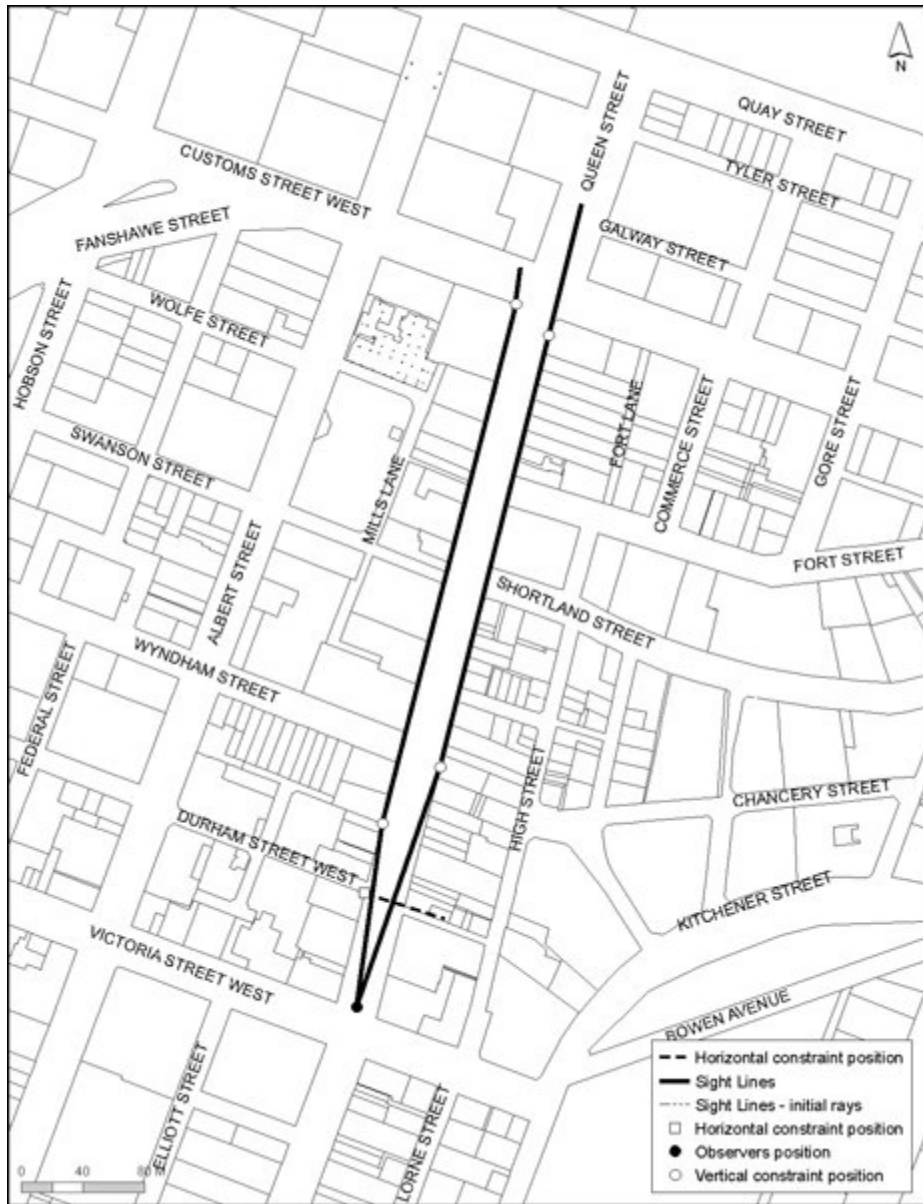 N
QUEEN STREET
QUAY STREET
TYLER STREET
CUSTOMS STREET WEST
GALWAY STREET
FANSHAWE STREET
WOLFE STREET
HOBSON STREET
FORT LANE
COMMERCE STREET
GORE STREET
SWANSON STREET
MILLS LANE
ALBERT STREET
FORT STREET
SHORTLAND STREET
WYNDHAM STREET
FEDERAL STREET
CHANCERY STREET
HIGH STREET
DURHAM STREET WEST
KITCHENER STREET
VICTORIA STREET WEST
BOWEN AVENUE
ELLIOTT STREET
LORNE STREET
Horizontal constraint position
Sight Lines
Sight Lines - initial rays
Horizontal constraint position
Observers position
Vertical constraint position
0 20 40 80 M